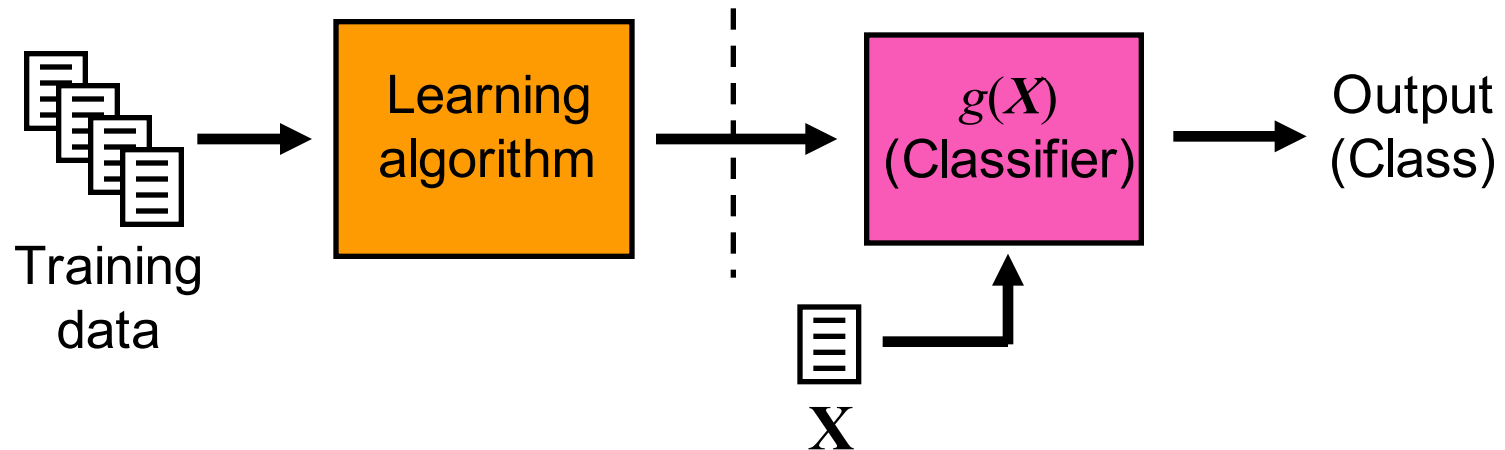 Training
data
Learning
algorithm
g(X)
(Classifier)
X
Output
(Class)